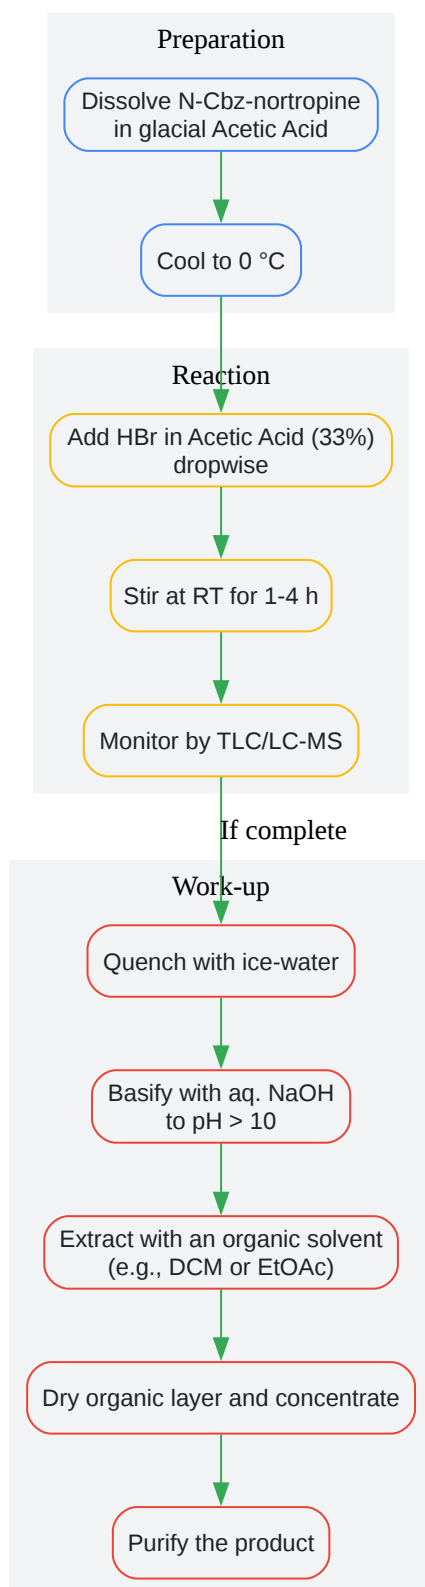 Preparation
Dissolve N-Cbz-nortropine
in glacial Acetic Acid
Cool to 0 °C
Reaction
Add HBr in Acetic Acid (33%)
dropwise
Stir at RT for 1-4 h
Monitor by TLC/LC-MS
If complete
Work-up
Quench with ice-water
Basify with aq. NaOH
to pH > 10
Extract with an organic solvent
(e.g., DCM or EtOAc)
Dry organic layer and concentrate
Purify the product